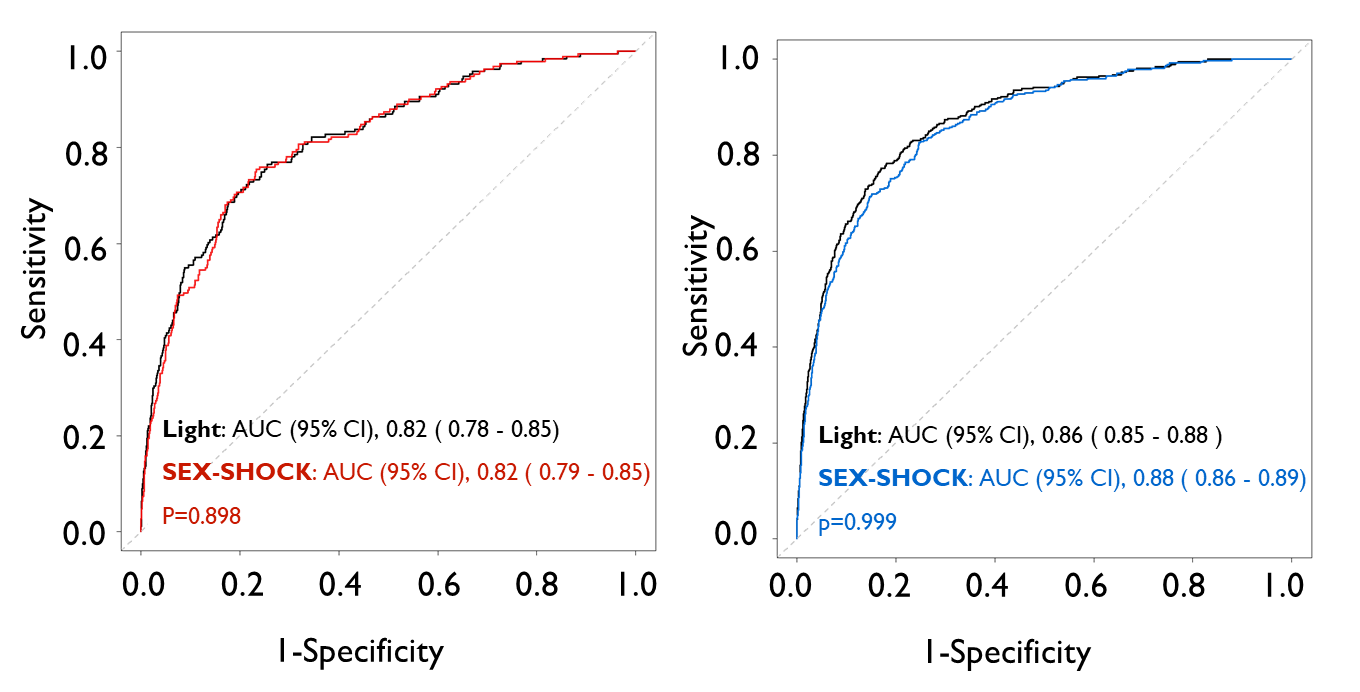 1.0
0.8
0.6
0.4
0.2
0.0
Sensitivity
Light: AUC (95% CI), 0.82 ( 0.78 - 0.85)
SEX-SHOCK: AUC (95% CI), 0.82 ( 0.79 - 0.85)
P=0.898
0.0 0.2 0.4 0.6 0.8 1.0
1-Specificity
1.0
0.8
0.6
0.4
0.2
0.0
Sensitivity
Light: AUC (95% CI), 0.86 ( 0.85 - 0.88 )
SEX-SHOCK: AUC (95% CI), 0.88 ( 0.86 - 0.89)
p=0.999
0.0 0.2 0.4 0.6 0.8 1.0
1-Specificity